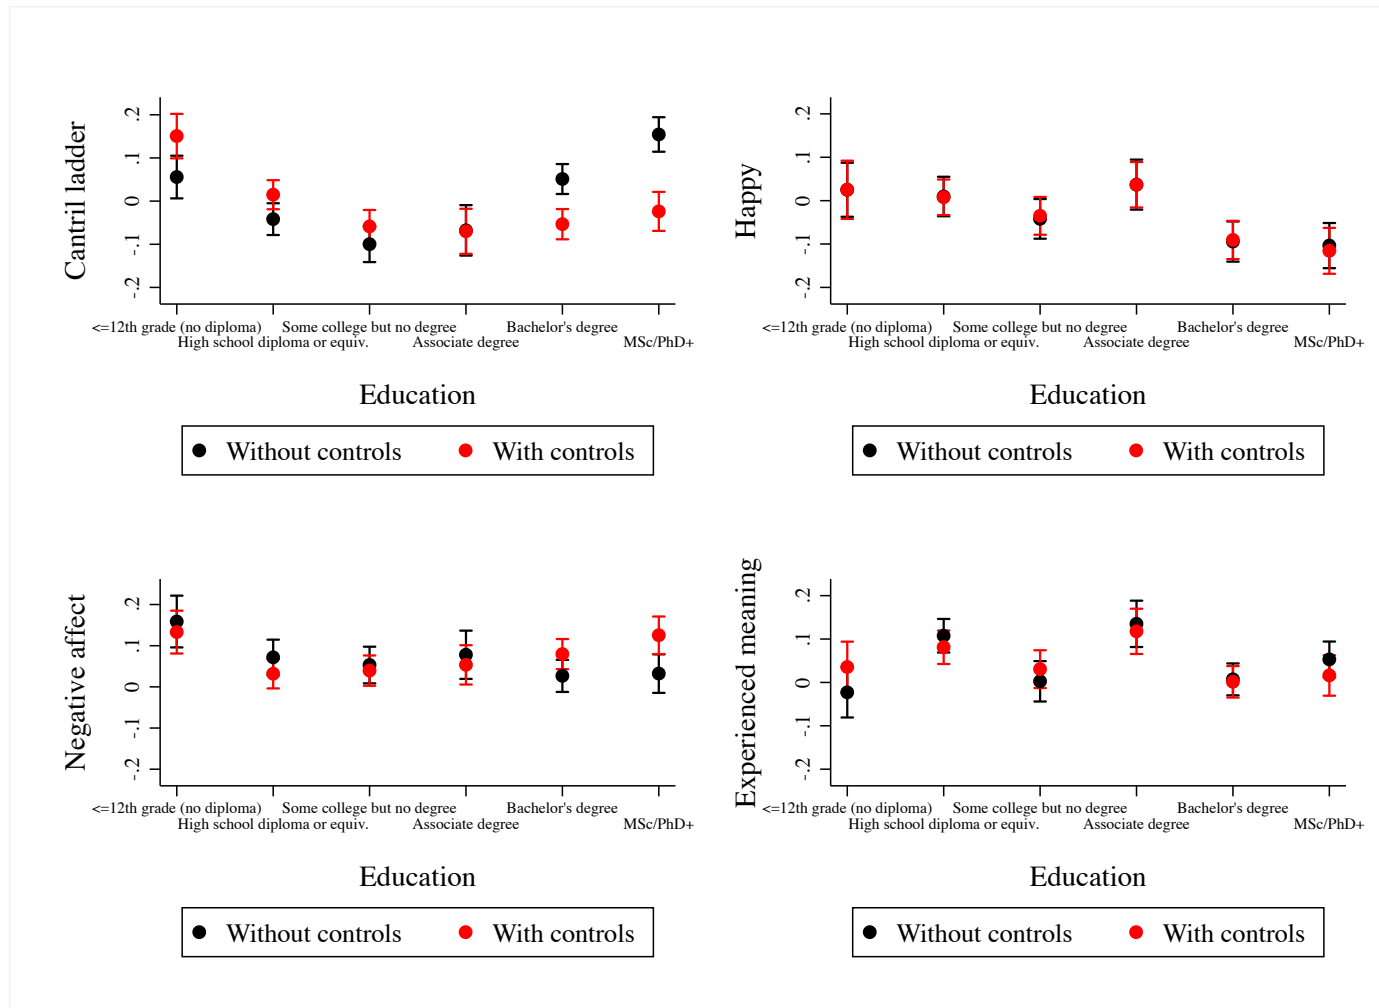 Cantril ladder
.2
.1
0
-.1
-.2
<=12th grade (no diploma) Some college but no degree Bachelor's degree
High school diploma or equiv. Associate degree MSc/PhD+
Education
Without controls With controls
Happy
.2
.1
0
-.1
-.2
<=12th grade (no diploma) Some college but no degree Bachelor's degree
High school diploma or equiv. Associate degree MSc/PhD+
Education
Without controls With controls
Negative affect
.2
.1
0
-.1
-.2
<=12th grade (no diploma) Some college but no degree Bachelor's degree
High school diploma or equiv. Associate degree MSc/PhD+
Education
Without controls With controls
Experienced meaning
.2
.1
0
-.1
-.2
<=12th grade (no diploma) Some college but no degree Bachelor's degree
High school diploma or equiv. Associate degree MSc/PhD+
Education
Without controls With controls